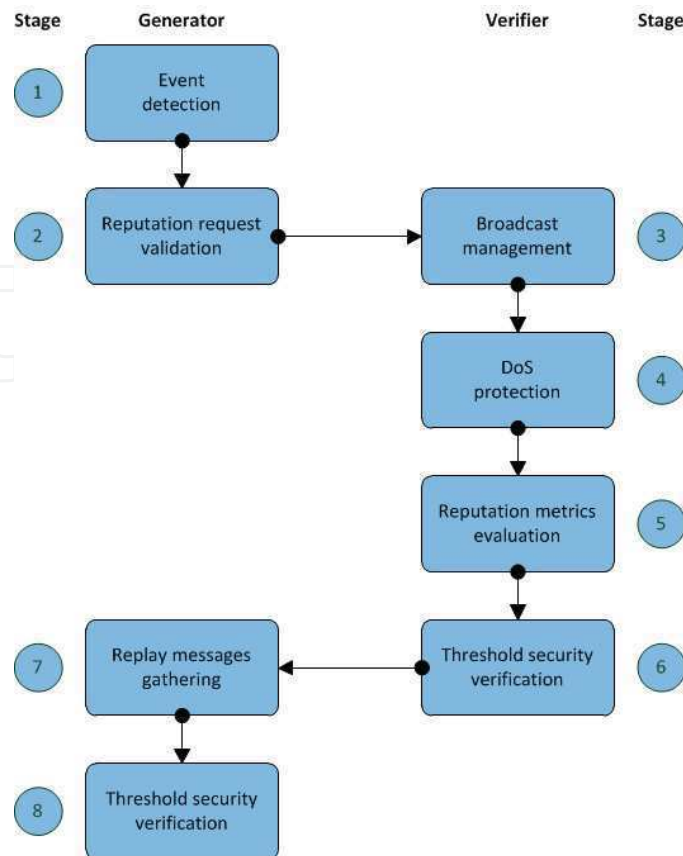 Stage Generator Verifier Stage
1
Event
detection
2
Reputation request
validation
Broadcast
management
3
DoS
protection
4
Reputation metrics
evaluation
5
7
Replay messages
gathering
Threshold security
verification
6
8
Threshold security
verification